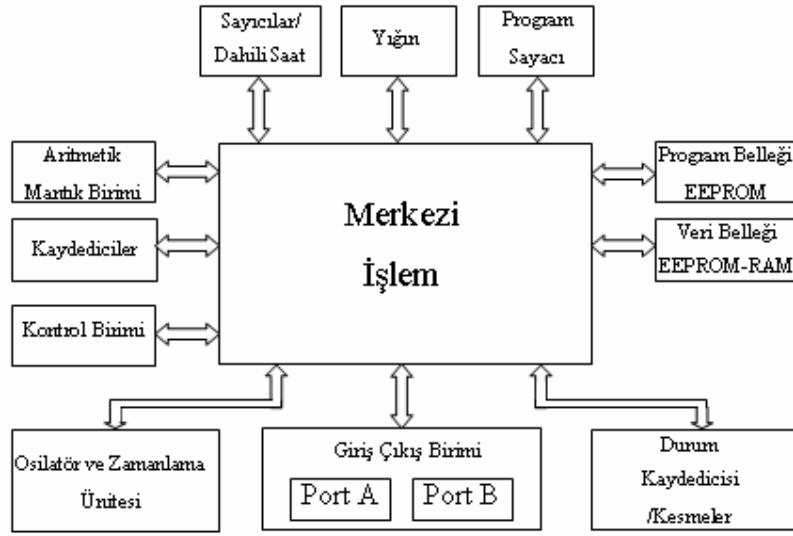 Sayıcılar/
Dahili Saat
Yığın
Program
Sayacı
Aritmetik
Mantık Birimi
Kaydediciler
Kontrol Birimi
Merkezi
İşlem
Program Belleği
EEPROM
Veri Belleği
EEPROM-RAM
Osilatör ve Zamanlama
Ünitesi
Giriş Çıkış Birimi
Port A
Port B
Durum
Kaydedicisi
/Kesmeler